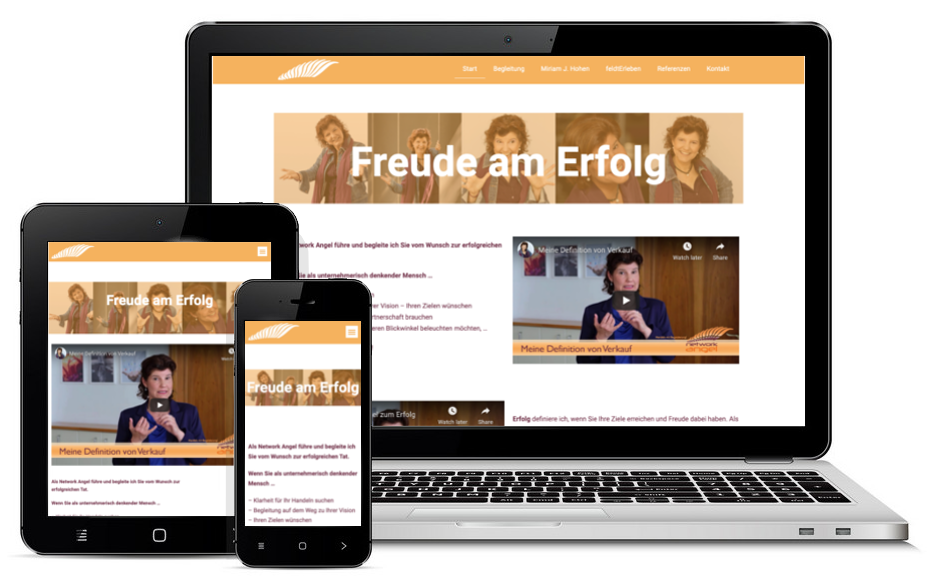 Start Begleitung Miriam J. Hohen feldErleben Referenzen Kontakt
Freude am Erfolg
Network Angel führe und begleite ich Sie vom Wunsch zur erfolgreichen
Sie als unternehmerisch denkender Mensch ...
rer Vision – Ihren Zielen wünschen
rtnerschaft brauchen
eren Blickwinkel beleuchten möchten, ...
Meine Definition von Verkauf
Watch later Share
Meine Definition von Verkauf
network
angel
el zum Erfolg
Watch later Share
Erfolg definiere ich, wenn Sie Ihre Ziele erreichen und Freude dabei haben. Als
Freude am Erfolg
Meine Definition von Verkauf
Meine Definition von Verkauf
Als Network Angel führe und begleite ich Sie vom Wunsch zur
erfolgreichen Tat.
Wenn Sie als unternehmerisch denkender Mensch ...
Freude am Erfolg
Als Network Angel führe und begleite ich
Sie vom Wunsch zur erfolgreichen Tat.
Wenn Sie als unternehmerisch denkender
Mensch ...
– Klarheit für Ihr Handeln suchen
– Begleitung auf dem Weg zu Ihrer Vision
– Ihren Zielen wünschen